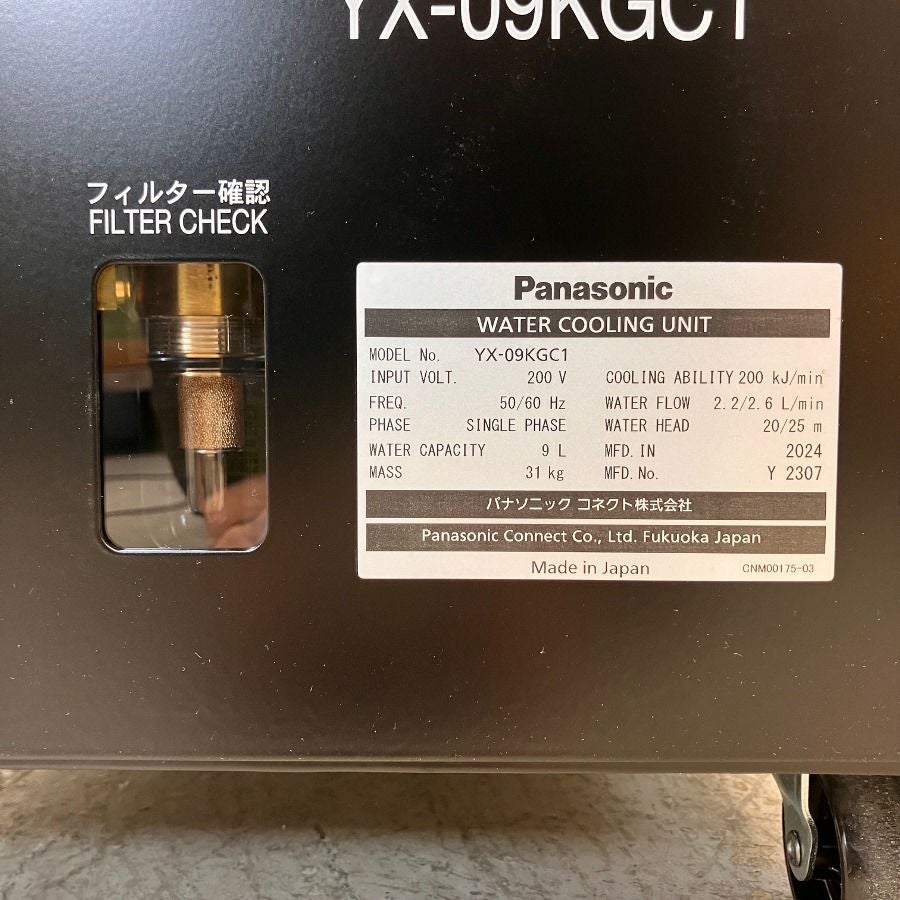 YX-09KGC1
フィルター確認
FILTER CHECK
Panasonic
WATER COOLING UNIT
MODEL No. YX-09KGC1
INPUT VOLT. 200 V COOLING ABILITY 200 kJ/min
FREQ. 50/60 Hz WATER FLOW 2.2/2.6 L/min
PHASE SINGLE PHASE WATER HEAD 20/25 m
WATER CAPACITY 9 L MFD. IN 2024
MASS 31 kg MFD. No. Y 2307
パナソニック コネクト株式会社
Panasonic Connect Co., Ltd. Fukuoka Japan
Made in Japan CNM00175-03